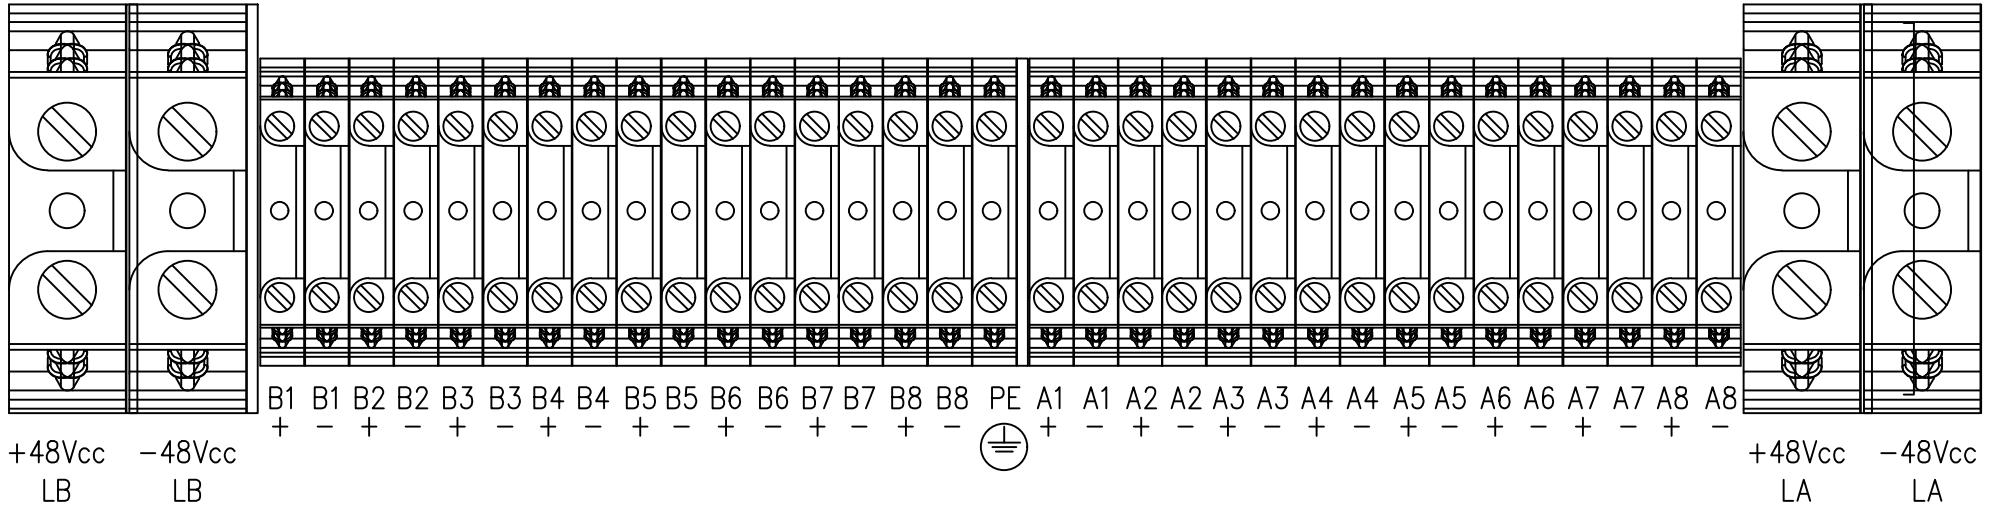 B1 B1 B2 B2 B3 B3 B4 B4 B5 B5 B6 B6 B7 B7 B8 B8 PE A1 A1 A2 A2 A3 A3 A4 A4 A5 A5 A6 A6 A7 A7 A8 A8
+ - + - + - + - + - + - + - + - + - + - + - + - + - + - + - + -
+48Vcc -48Vcc +48Vcc -48Vcc
LB LB LA LA